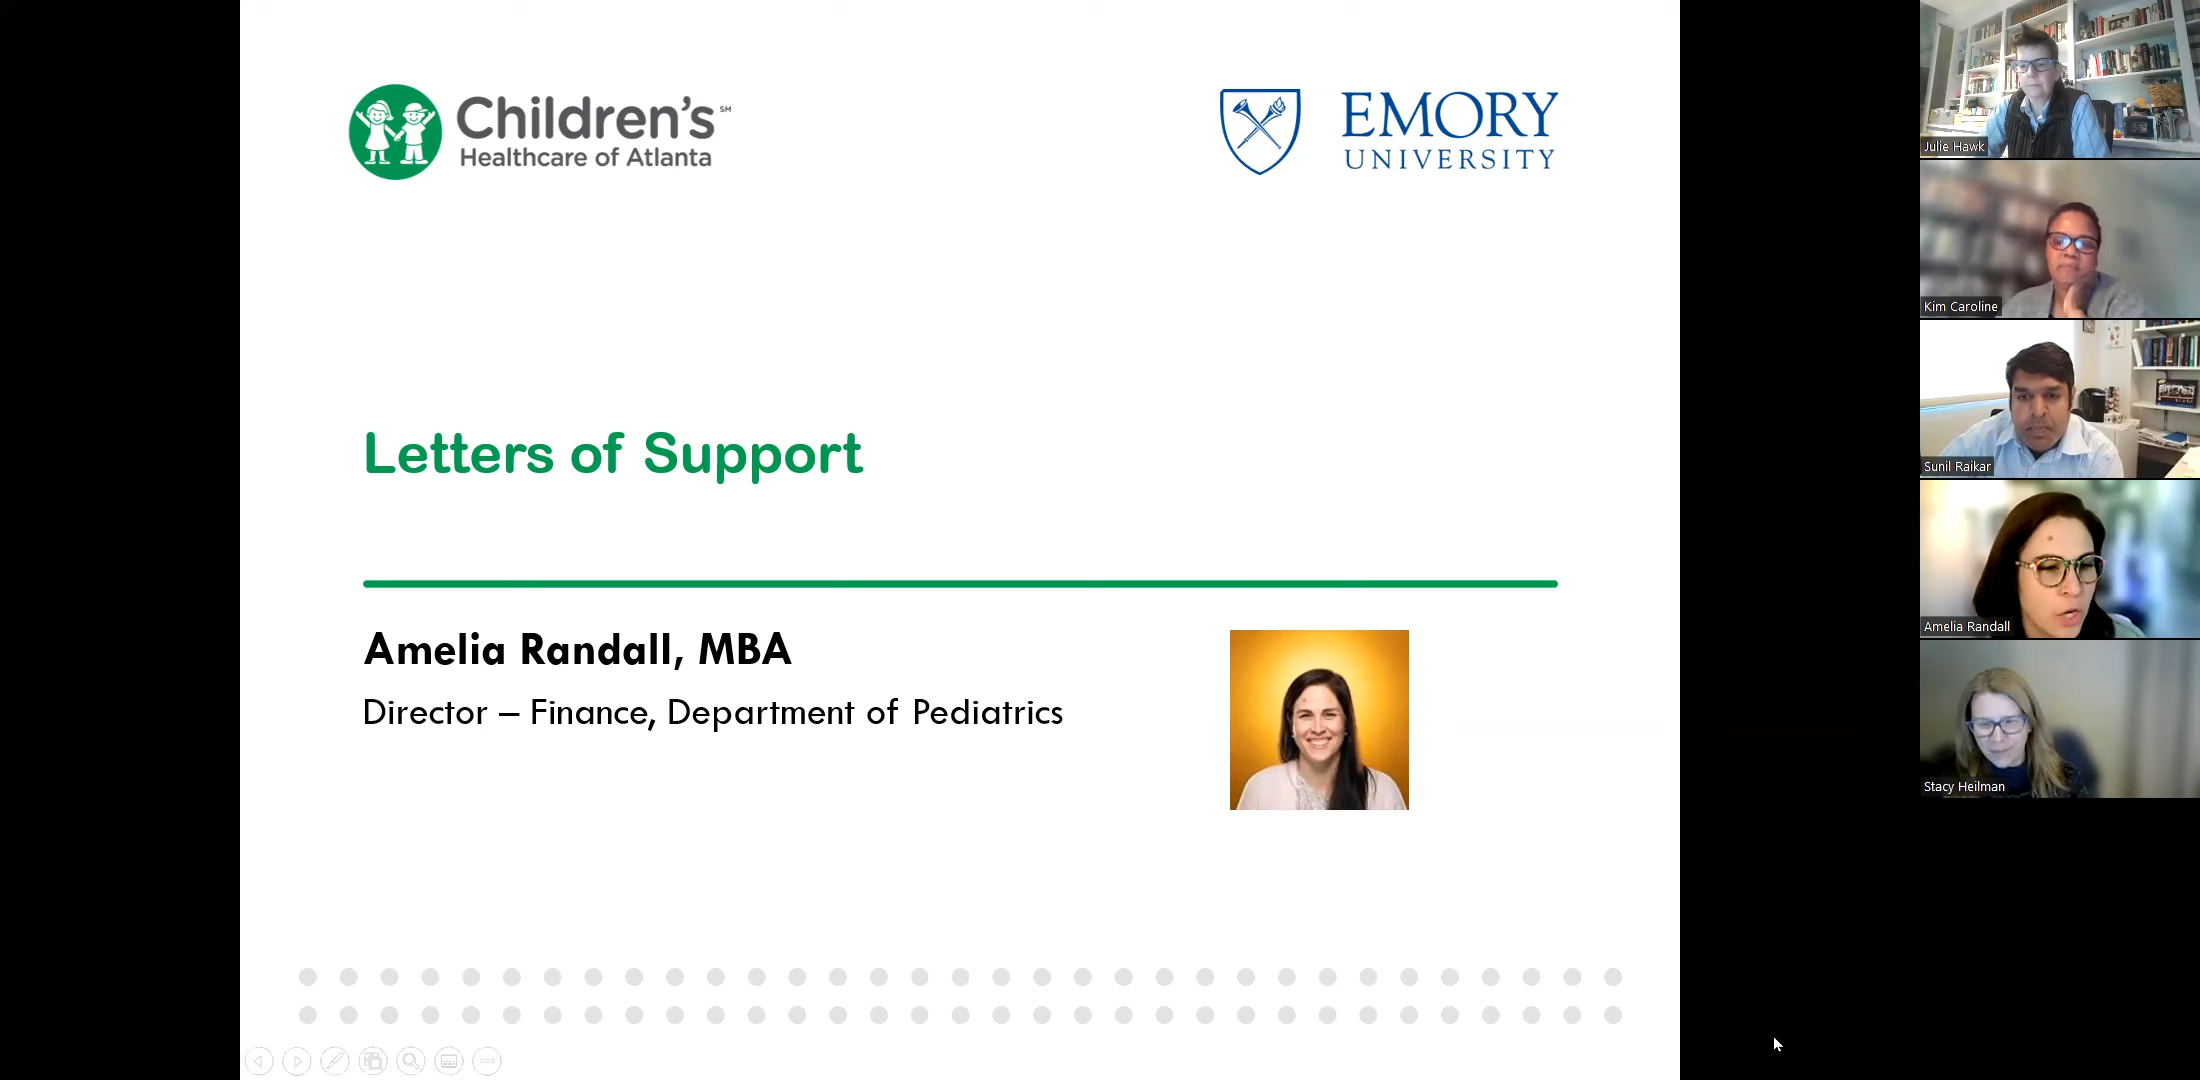 Children's℠
Healthcare of Atlanta
EMORY
UNIVERSITY
Letters of Support
Amelia Randall, MBA
Director – Finance, Department of Pediatrics
Julie Hawk
Kim Caroline
Sunil Raikar
Amelia Randall
Stacy Heilman